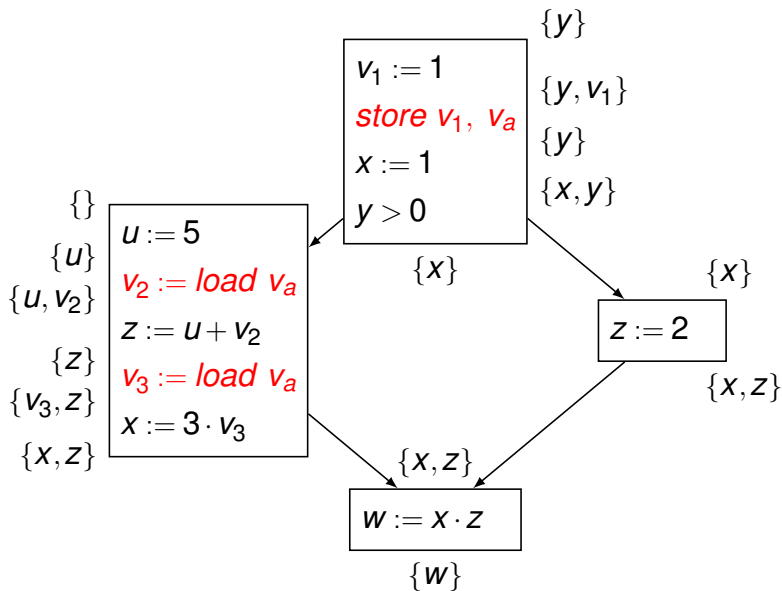 {y}
v₁ := 1
{y, v₁}
store v₁, vₐ
{y}
x := 1
{x, y}
y > 0
{x}
{}
u := 5
{u}
v₂ := load vₐ
{u, v₂}
z := u + v₂
{z}
v₃ := load vₐ
{v₃, z}
x := 3 · v₃
{x, z}
{x}
z := 2
{x, z}
{x, z}
w := x · z
{w}